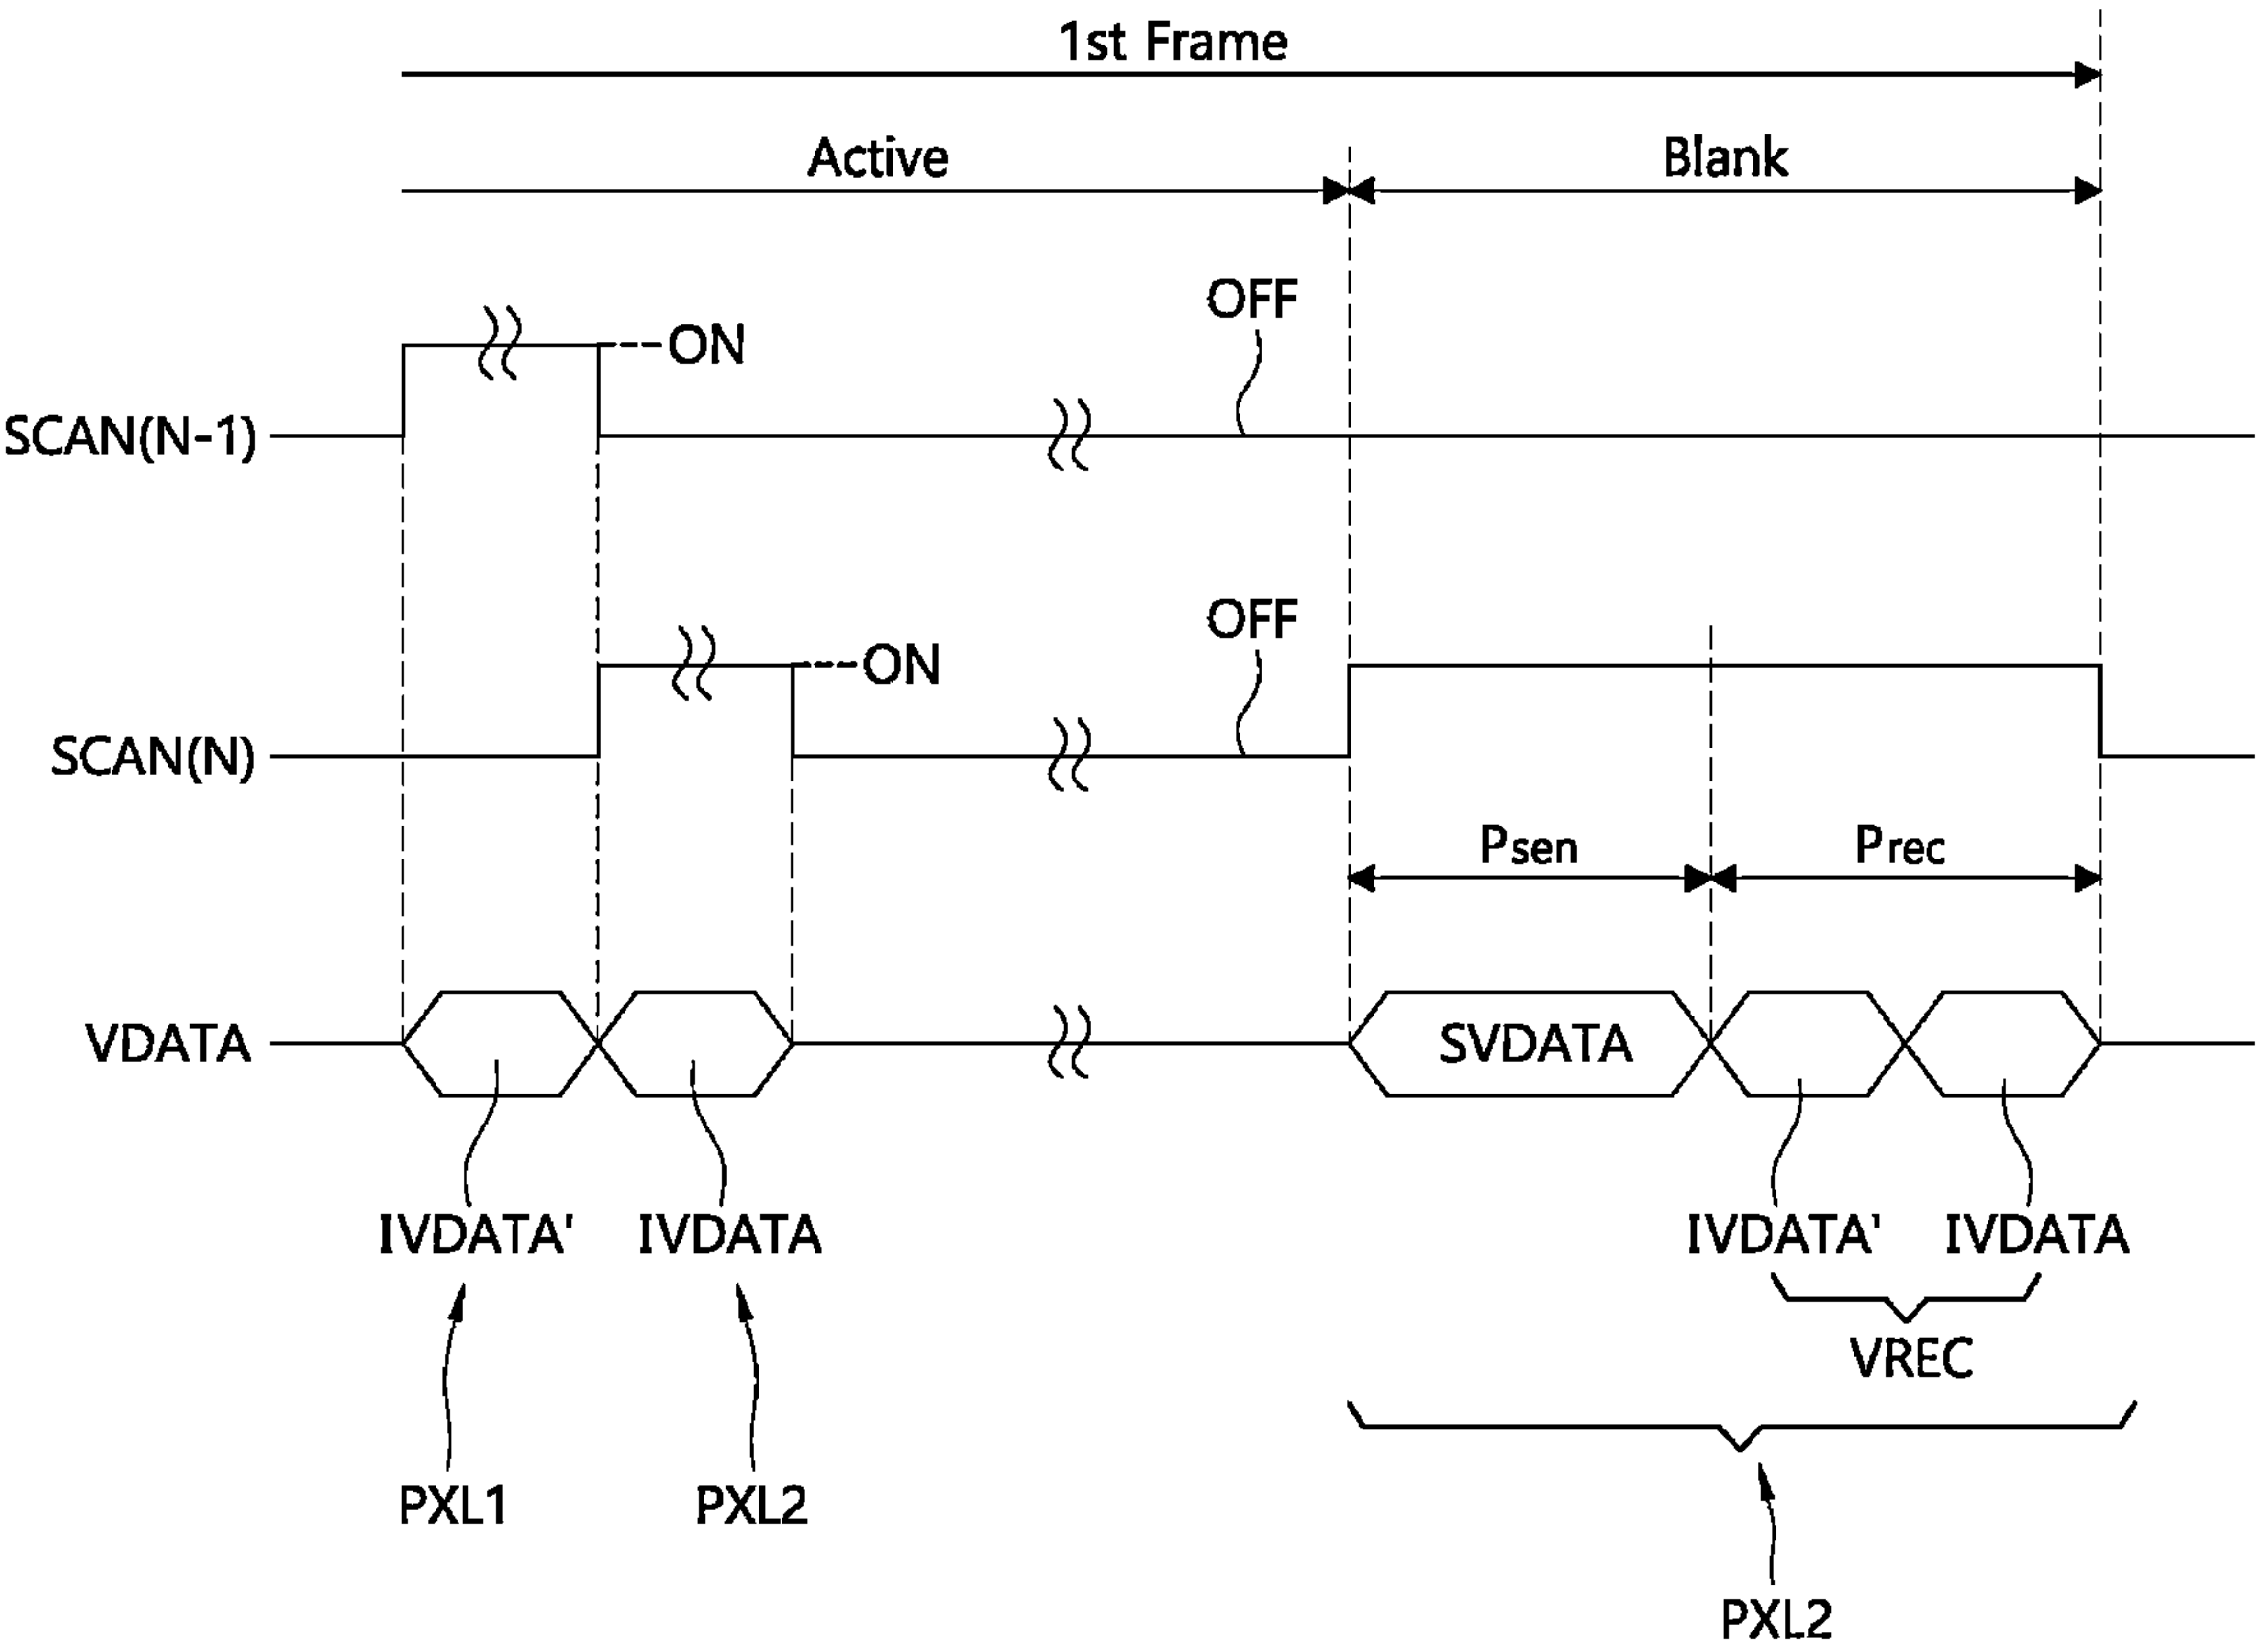 1st Frame
Active
Blank
OFF
ON
SCAN(N-1)
OFF
ON
SCAN(N)
Psen
Prec
VDATA
SVDATA
IVDATA'
IVDATA
IVDATA'
IVDATA
VREC
PXL1
PXL2
PXL2